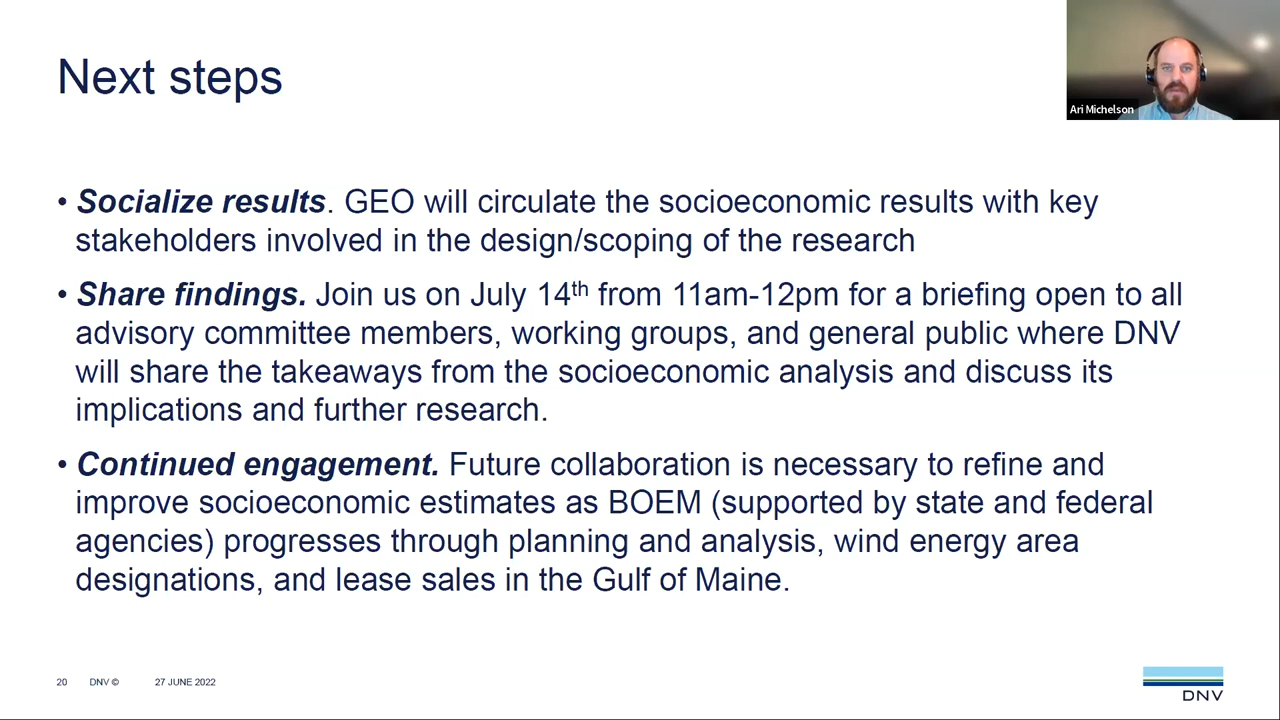 Next steps
Ari Michelson
• Socialize results. GEO will circulate the socioeconomic results with key
stakeholders involved in the design/scoping of the research
• Share findings. Join us on July 14th from 11am-12pm for a briefing open to all
advisory committee members, working groups, and general public where DNV
will share the takeaways from the socioeconomic analysis and discuss its
implications and further research.
• Continued engagement. Future collaboration is necessary to refine and
improve socioeconomic estimates as BOEM (supported by state and federal
agencies) progresses through planning and analysis, wind energy area
designations, and lease sales in the Gulf of Maine.
20 DNV © 27 JUNE 2022
DNV